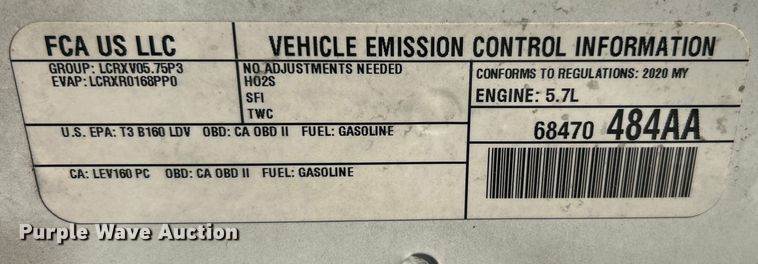 FCA US LLC
VEHICLE EMISSION CONTROL INFORMATION
GROUP: LCRXV05.75P3
EVAP: LCRXR0168PP0
NO ADJUSTMENTS NEEDED
HO2S
SFI
TWC
CONFORMS TO REGULATIONS: 2020 MY
ENGINE: 5.7L
U.S. EPA: T3 B160 LDV OBD: CA OBD II FUEL: GASOLINE
68470 484AA
CA: LEV160 PC OBD: CA OBD II FUEL: GASOLINE
Purple Wave Auction